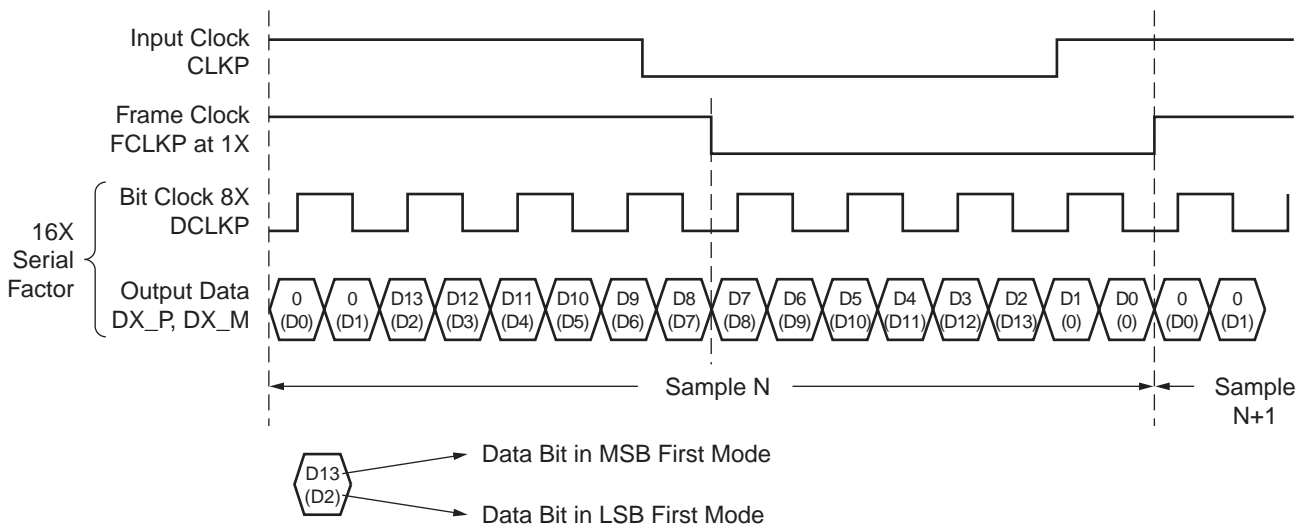 Input Clock
CLKP
Frame Clock
FCLKP at 1X
Bit Clock 8X
DCLKP
16X
Serial
Factor
Output Data
DX_P, DX_M
0 0 D13 D12 D11 D10 D9 D8 D7 D6 D5 D4 D3 D2 D1 D0 0 0
(D0) (D1) (D2) (D3) (D4) (D5) (D6) (D7) (D8) (D9) (D10) (D11) (D12) (D13) (0) (0) (D0) (D1)
Sample N
Sample
N+1
D13
(D2)
Data Bit in MSB First Mode
Data Bit in LSB First Mode